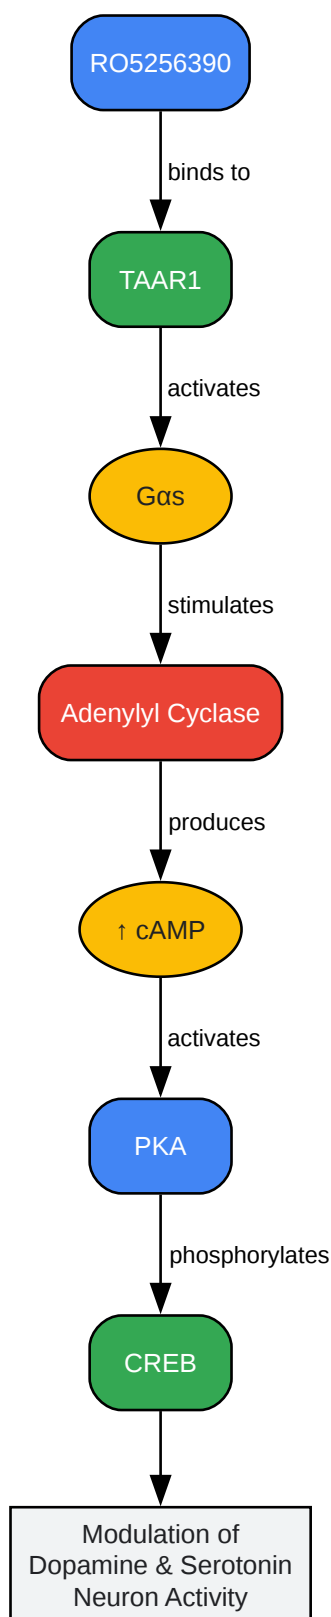 RO5256390
binds to
TAAR1
activates
Gαs
stimulates
Adenylyl Cyclase
produces
↑ cAMP
activates
PKA
phosphorylates
CREB
Modulation of
Dopamine & Serotonin
Neuron Activity